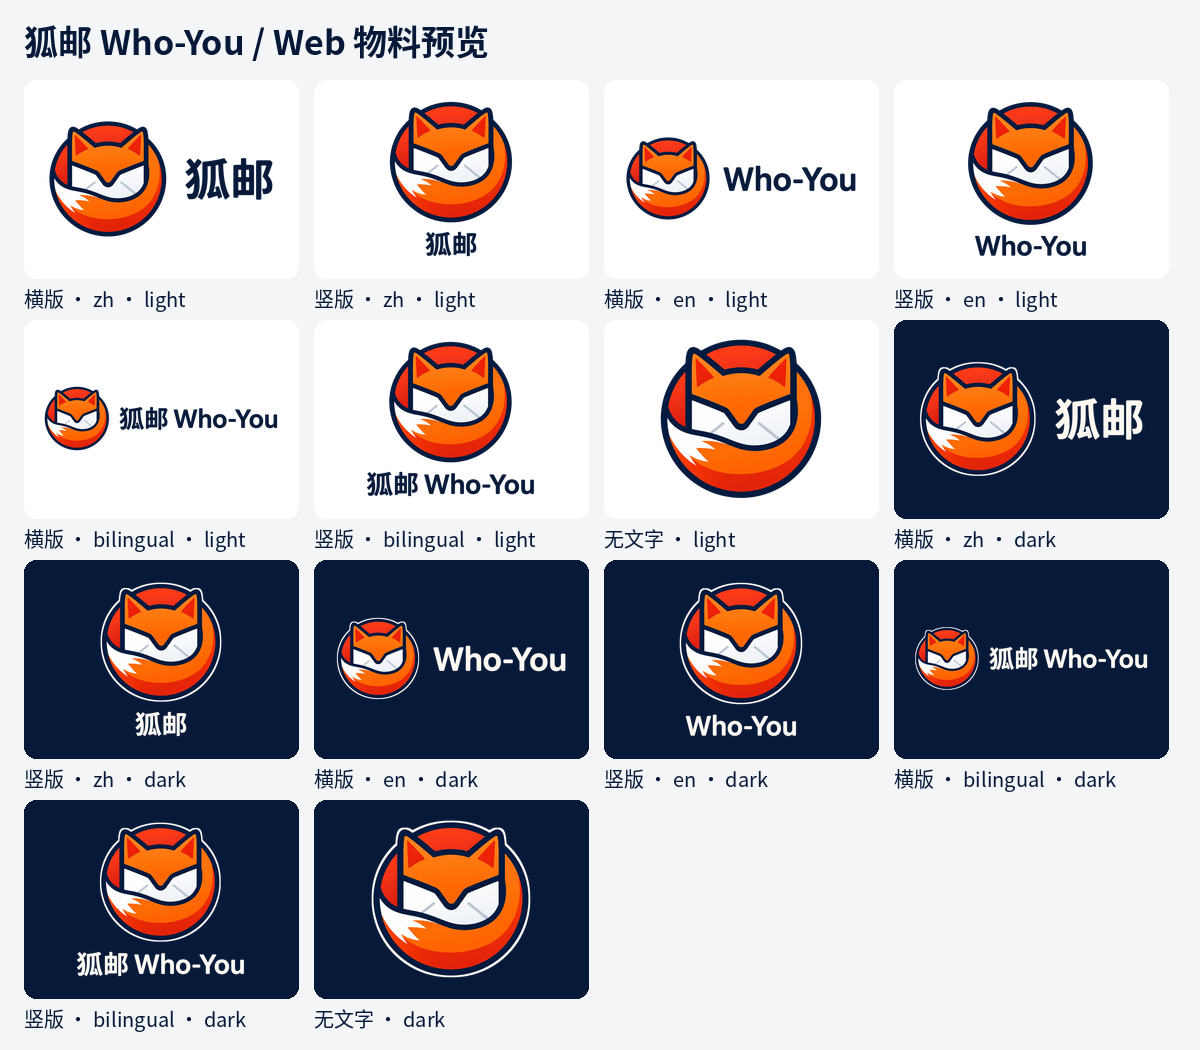 狐邮 Who-You / Web 物料预览
狐邮
狐邮
Who-You
Who-You
横版 · zh · light
竖版 · zh · light
横版 · en · light
竖版 · en · light
狐邮 Who-You
狐邮 Who-You
狐邮
横版 · bilingual · light
竖版 · bilingual · light
无文字 · light
横版 · zh · dark
狐邮
Who-You
Who-You
狐邮 Who-You
竖版 · zh · dark
横版 · en · dark
竖版 · en · dark
横版 · bilingual · dark
狐邮 Who-You
竖版 · bilingual · dark
无文字 · dark